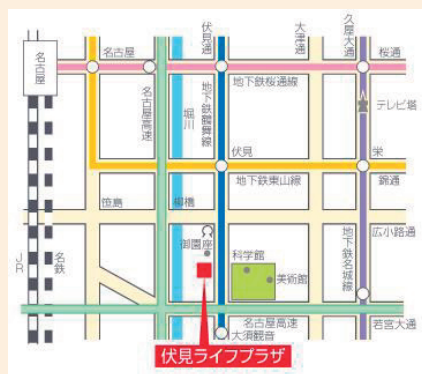 伏見通
大津通
久屋大通
名古屋
名古屋
桜通
地下鉄桜通線
名古屋高速
堀川
地下鉄鶴舞線
テレビ塔
伏見
栄
地下鉄東山線
錦通
笹島
柳橋
広小路通
御園座
科学館
美術館
地下鉄名城線
JR
名鉄
名古屋高速
若宮大通
大須観音
伏見ライフプラザ